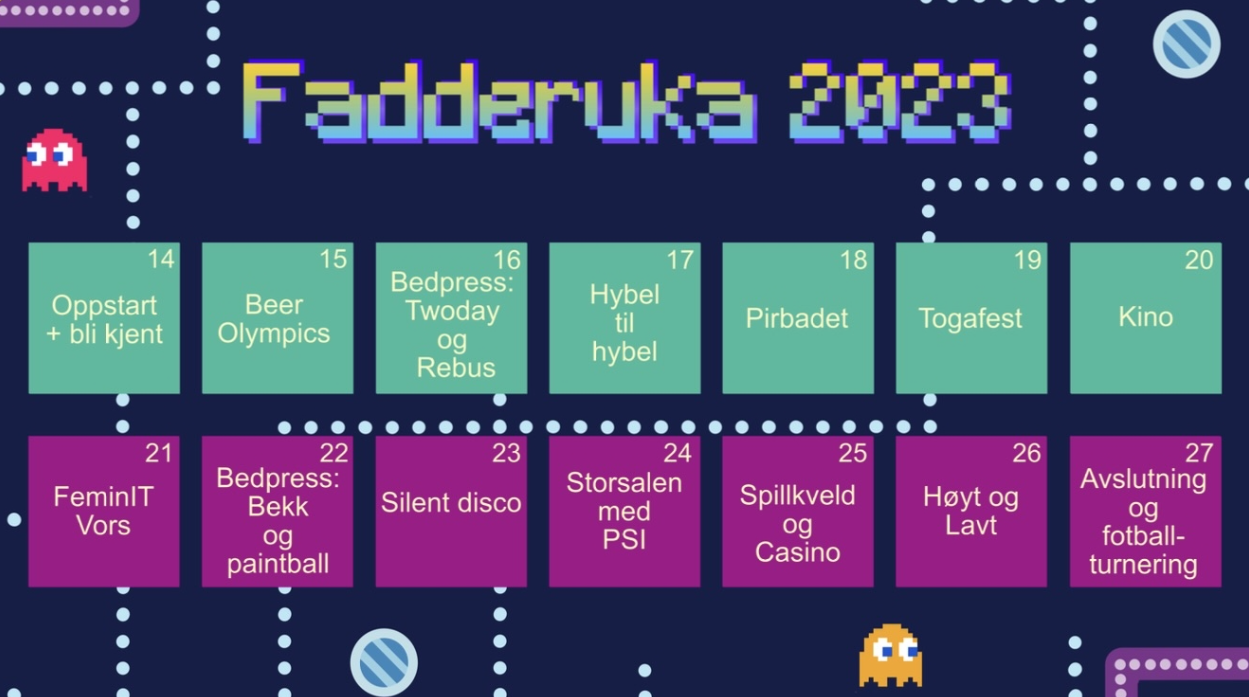 Fadderuka 2023
14
Oppstart
+ bli kjent
15
Beer
Olympics
16
Bedpress:
Twoday
og
Rebus
17
Hybel
til
hybel
18
Pirbadet
19
Togafest
20
Kino
21
FeminIT
Vors
22
Bedpress:
Bekk
og
paintball
23
Silent disco
24
Storsalen
med
PSI
25
Spillkveld
og
Casino
26
Høyt og
Lavt
27
Avslutning
og
fotball-
turnering